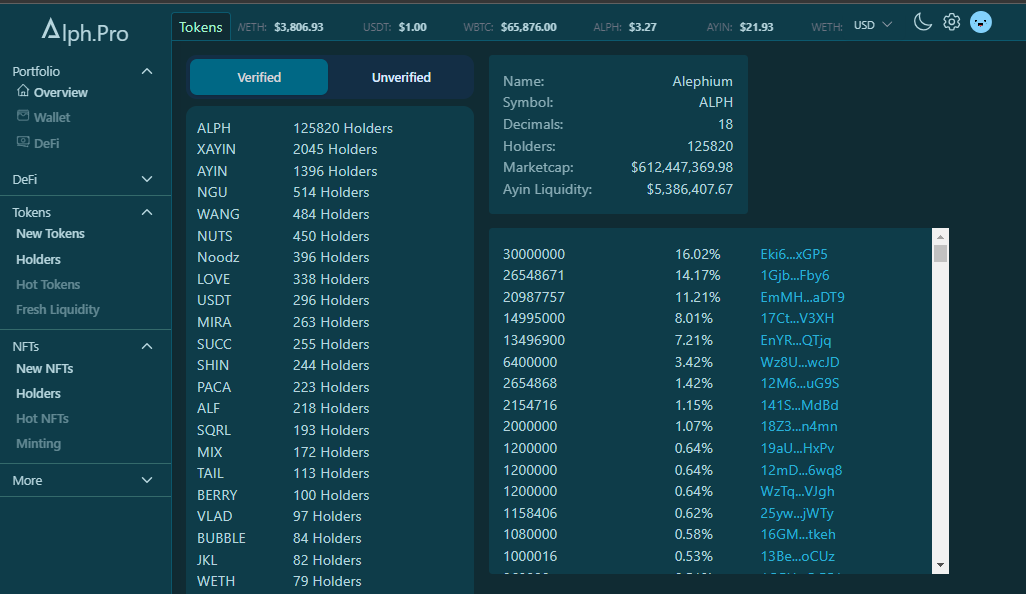 Alph.Pro
Tokens WETH: $3,806.93 USDT: $1.00 WBTC: $65,876.00 ALPH: $3.27 AYIN: $21.93 WETH: USD
Portfolio
Overview
Wallet
DeFi
DeFi
Tokens
New Tokens
Holders
Hot Tokens
Fresh Liquidity
NFTs
New NFTs
Holders
Hot NFTs
Minting
More
Verified Unverified
ALPH 125820 Holders
XAYIN 2045 Holders
AYIN 1396 Holders
NGU 514 Holders
WANG 484 Holders
NUTS 450 Holders
Noodz 396 Holders
LOVE 338 Holders
USDT 296 Holders
MIRA 263 Holders
SUCC 255 Holders
SHIN 244 Holders
PACA 223 Holders
ALF 218 Holders
SQRL 193 Holders
MIX 172 Holders
TAIL 113 Holders
BERRY 100 Holders
VLAD 97 Holders
BUBBLE 84 Holders
JKL 82 Holders
WETH 79 Holders
Name: Alephium
Symbol: ALPH
Decimals: 18
Holders: 125820
Marketcap: $612,447,369.98
Ayin Liquidity: $5,386,407.67
30000000 16.02% Eki6...xGP5
26548671 14.17% 1Gjb...Fby6
20987757 11.21% EmMH...aDT9
14995000 8.01% 17Ct...V3XH
13496900 7.21% EnYR...QTjq
6400000 3.42% Wz8U...wcJD
2654868 1.42% 12M6...uG9S
2154716 1.15% 141S...MdBd
2000000 1.07% 18Z3...n4mn
1200000 0.64% 19aU...HxPv
1200000 0.64% 12mD...6wq8
1200000 0.64% WzTq...VJgh
1158406 0.62% 25yw...jWTy
1080000 0.58% 16GM...tkeh
1000016 0.53% 13Be...oCUz